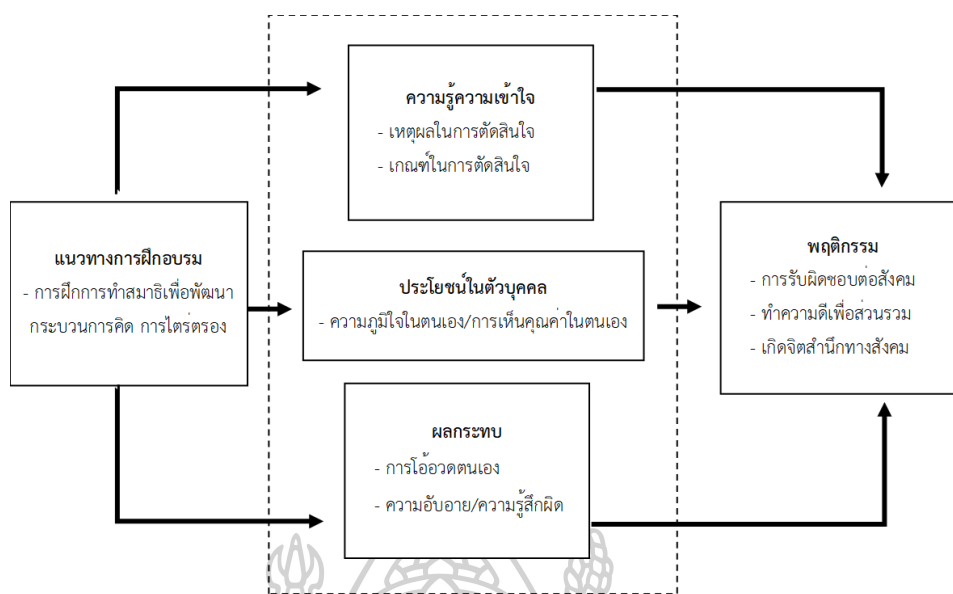 ความรู้ความเข้าใจ
- เหตุผลในการตัดสินใจ
- เกณฑ์ในการตัดสินใจ
แนวทางการฝึกอบรม
- การฝึกการทำสมาธิเพื่อพัฒนา
กระบวนการคิด การไตร่ตรอง
ประโยชน์ในตัวบุคคล
- ความภูมิใจในตนเอง/การเห็นคุณค่าในตนเอง
ผลกระทบ
- การโอ้อวดตนเอง
- ความอับอาย/ความรู้สึกผิด
พฤติกรรม
- การรับผิดชอบต่อสังคม
- ทำความดีเพื่อส่วนรวม
- เกิดจิตสำนึกทางสังคม